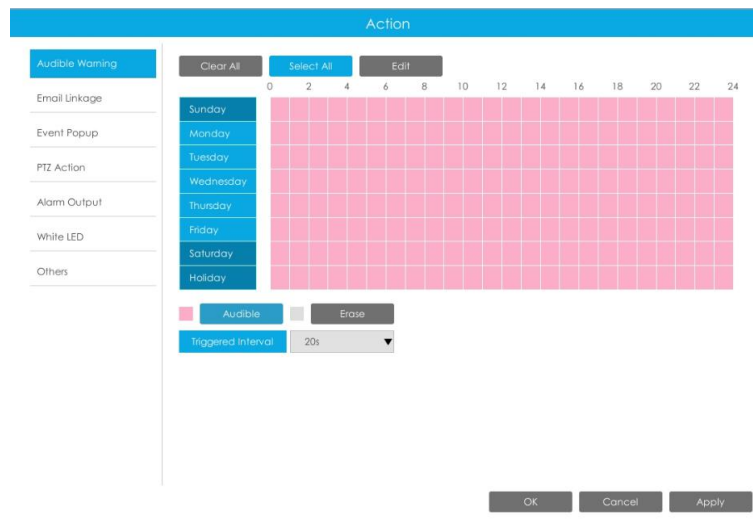 Action
Audible Warning
Email Linkage
Event Popup
PTZ Action
Alarm Output
White LED
Others
Clear All Select All Edit
0 2 4 6 8 10 12 14 16 18 20 22 24
Sunday
Monday
Tuesday
Wednesday
Thursday
Friday
Saturday
Holiday
Audible Erase
Triggered Interval 20s
OK Cancel Apply